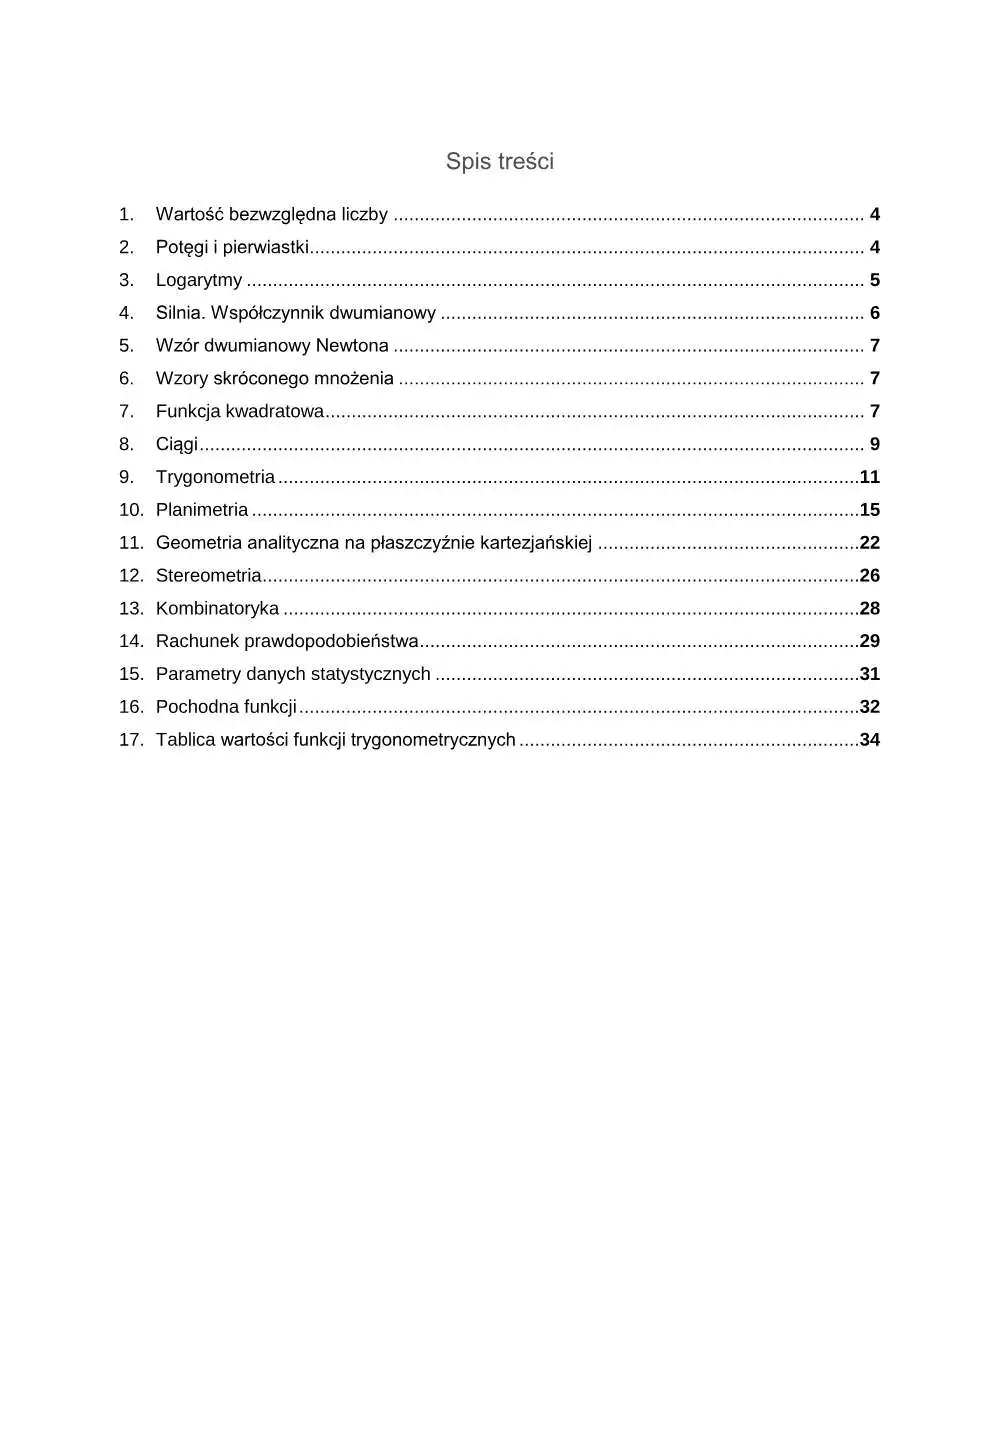 Spis treści
1. Wartość bezwzględna liczby ........................................................................................... 4
2. Potęgi i pierwiastki........................................................................................................... 4
3. Logarytmy ....................................................................................................................... 5
4. Silnia. Współczynnik dwumianowy .................................................................................. 6
5. Wzór dwumianowy Newtona ........................................................................................... 7
6. Wzory skróconego mnożenia .......................................................................................... 7
7. Funkcja kwadratowa........................................................................................................ 7
8. Ciągi................................................................................................................................ 9
9. Trygonometria................................................................................................................11
10. Planimetria .....................................................................................................................15
11. Geometria analityczna na płaszczyźnie kartezjańskiej ...................................................22
12. Stereometria...................................................................................................................26
13. Kombinatoryka ...............................................................................................................28
14. Rachunek prawdopodobieństwa.....................................................................................29
15. Parametry danych statystycznych ..................................................................................31
16. Pochodna funkcji............................................................................................................32
17. Tablica wartości funkcji trygonometrycznych ..................................................................34